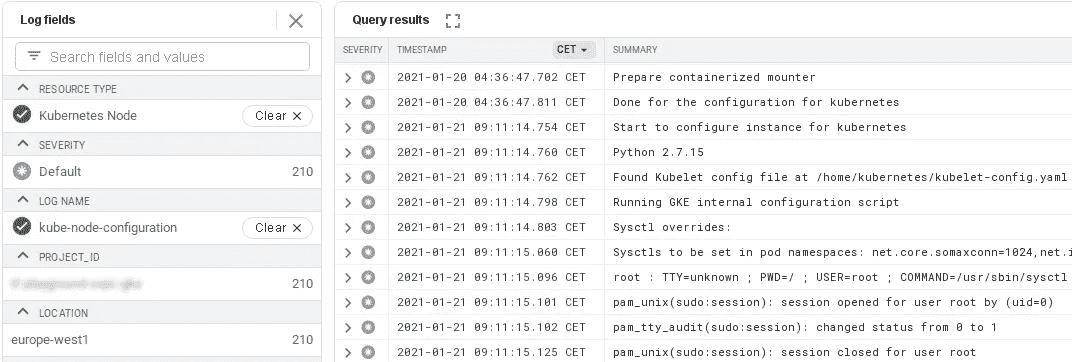 Log fields
Search fields and values
RESOURCE TYPE
Kubernetes Node Clear ✕
SEVERITY
Default 210
LOG NAME
kube-node-configuration Clear ✕
PROJECT_ID
210
LOCATION
europe-west1 210
Query results
SEVERITY TIMESTAMP CET SUMMARY
2021-01-20 04:36:47.702 CET Prepare containerized mounter
2021-01-20 04:36:47.811 CET Done for the configuration for kubernetes
2021-01-21 09:11:14.754 CET Start to configure instance for kubernetes
2021-01-21 09:11:14.760 CET Python 2.7.15
2021-01-21 09:11:14.762 CET Found Kubelet config file at /home/kubernetes/kubelet-config.yaml
2021-01-21 09:11:14.798 CET Running GKE internal configuration script
2021-01-21 09:11:14.803 CET Sysctl overrides:
2021-01-21 09:11:15.060 CET Sysctls to be set in pod namespaces: net.core.somaxconn=1024,net.i
2021-01-21 09:11:15.096 CET root : TTY=unknown ; PWD=/ ; USER=root ; COMMAND=/usr/sbin/sysctl
2021-01-21 09:11:15.101 CET pam_unix(sudo:session): session opened for user root by (uid=0)
2021-01-21 09:11:15.102 CET pam_tty_audit(sudo:session): changed status from 0 to 1
2021-01-21 09:11:15.125 CET pam_unix(sudo:session): session closed for user root